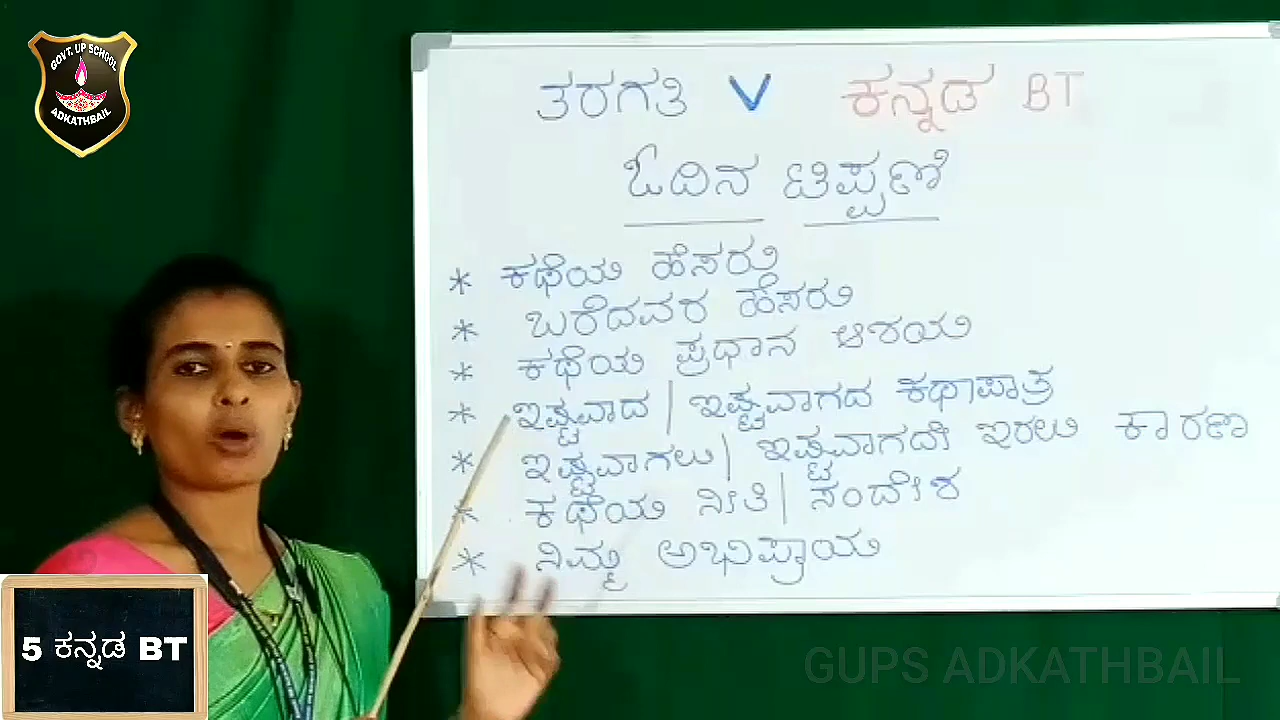 GOVT. UP SCHOOL
ADKATHBAIL
ತರಗತಿ V ಕನ್ನಡ BT
ಓದಿನ ಟಿಪ್ಪಣಿ
* ಕಥೆಯ ಹೆಸರು
* ಬರೆದವರ ಹೆಸರು
* ಕಥೆಯ ಪ್ರಧಾನ ಆಶಯ
* ಇಷ್ಟವಾದ | ಇಷ್ಟವಾಗದ ಕಥಾಪಾತ್ರ
* ಇಷ್ಟವಾಗಲು | ಇಷ್ಟವಾಗದೇ ಇರಲು ಕಾರಣ
* ಕಥೆಯ ನೀತಿ | ಸಂದೇಶ
* ನಿಮ್ಮ ಅಭಿಪ್ರಾಯ
5 ಕನ್ನಡ BT
GUPS ADKATHBAIL